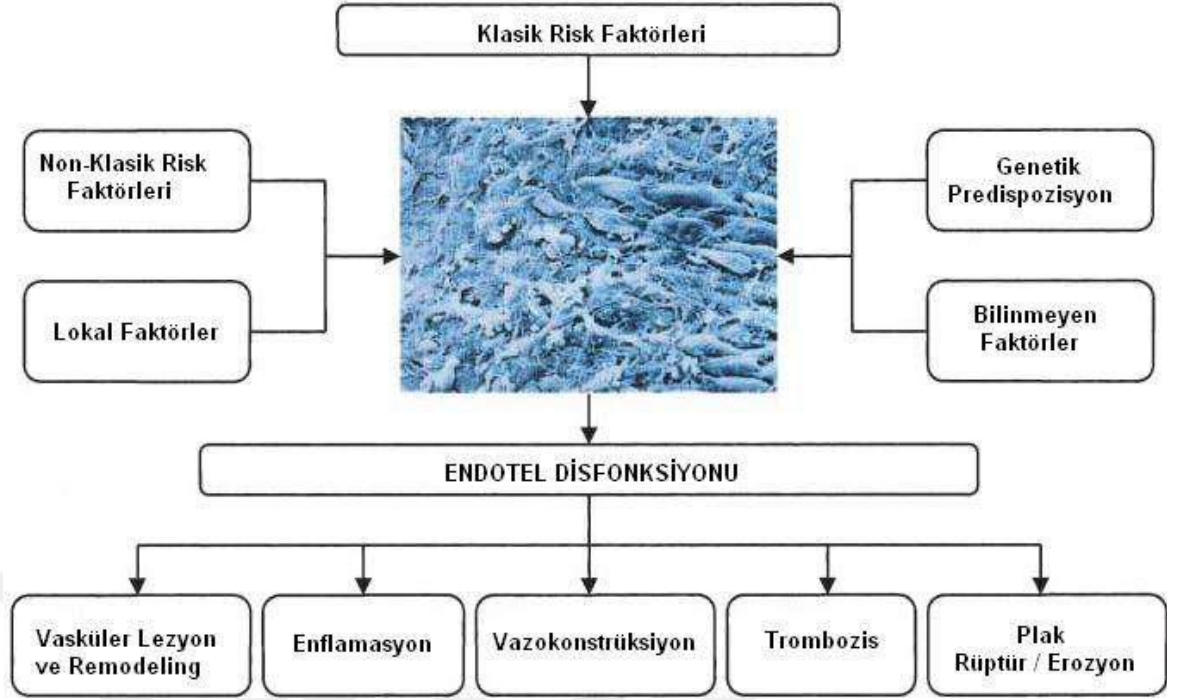 Klasik Risk Faktörleri
Non-Klasik Risk
Faktörleri
Genetik
Predispozisyon
Lokal Faktörler
Bilinmeyen
Faktörler
ENDOTEL DİSFONKSİYONU
Vasküler Lezyon
ve Remodeling
Enflamasyon
Vazokonstrüksiyon
Trombozis
Plak
Rüptür / Erozyon